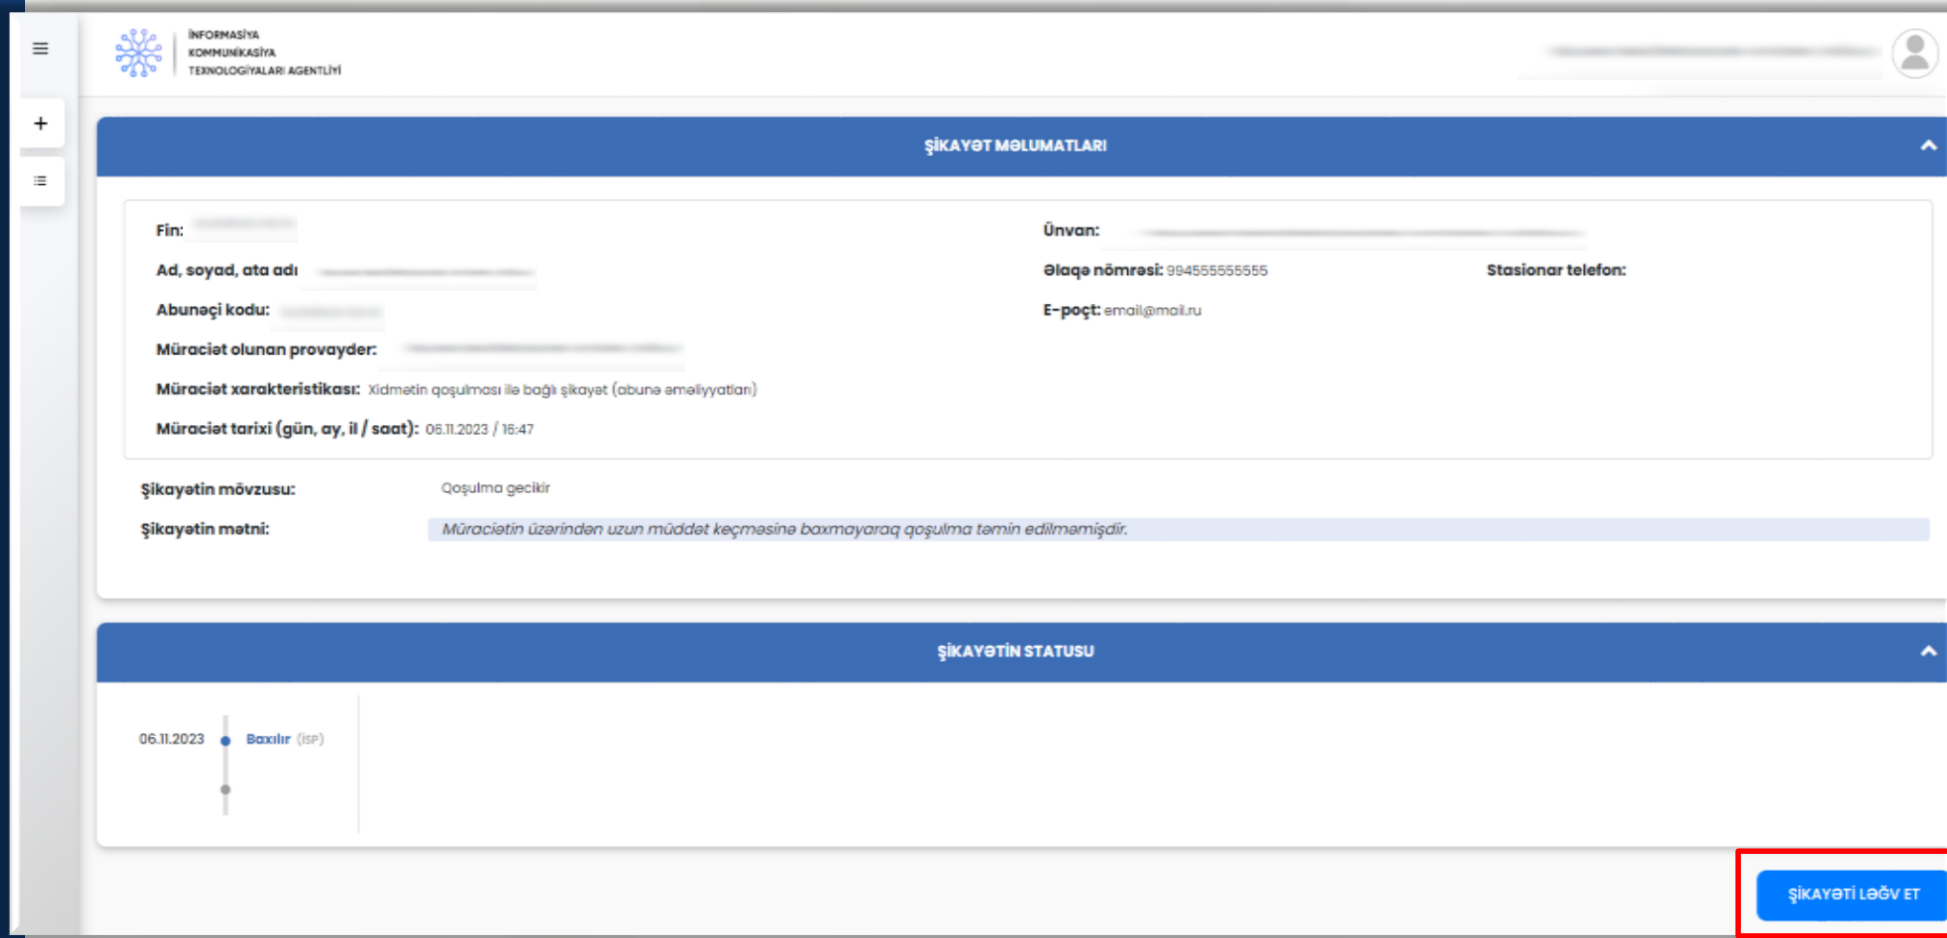 İNFORMASİYA
KOMMUNİKASİYA
TEXNOLOGİYALARI AGENTLİYİ
ŞİKAYƏT MƏLUMATLARI
Fin:
Ünvan:
Ad, soyad, ata adı
Əlaqə nömrəsi: 994555555555
Stasionar telefon:
Abunəçi kodu:
E-poçt: email@mail.ru
Müraciət olunan provayder:
Müraciət xarakteristikası: Xidmətin qoşulması ilə bağlı şikayət (abunə əməliyyatları)
Müraciət tarixi (gün, ay, il / saat): 06.11.2023 / 16:47
Şikayətin mövzusu: Qoşulma gecikir
Şikayətin mətni: Müraciətin üzərindən uzun müddət keçməsinə baxmayaraq qoşulma təmin edilməmişdir.
ŞİKAYƏTİN STATUSU
06.11.2023 Baxılır (ISP)
ŞİKAYƏTİ LƏĞV ET